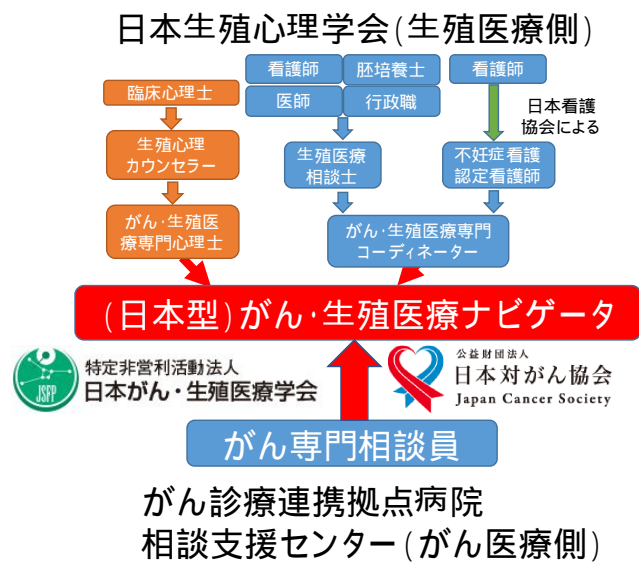 日本生殖心理学会(生殖医療側)
看護師
胚培養士
看護師
臨床心理士
医師
行政職
日本看護
協会による
生殖心理
カウンセラー
生殖医療
相談士
不妊症看護
認定看護師
がん・生殖医
療専門心理士
がん・生殖医療専門
コーディネーター
(日本型)がん・生殖医療ナビゲータ
JSFP
特定非営利活動法人
日本がん・生殖医療学会
公益財団法人
日本対がん協会
Japan Cancer Society
がん専門相談員
がん診療連携拠点病院
相談支援センター(がん医療側)